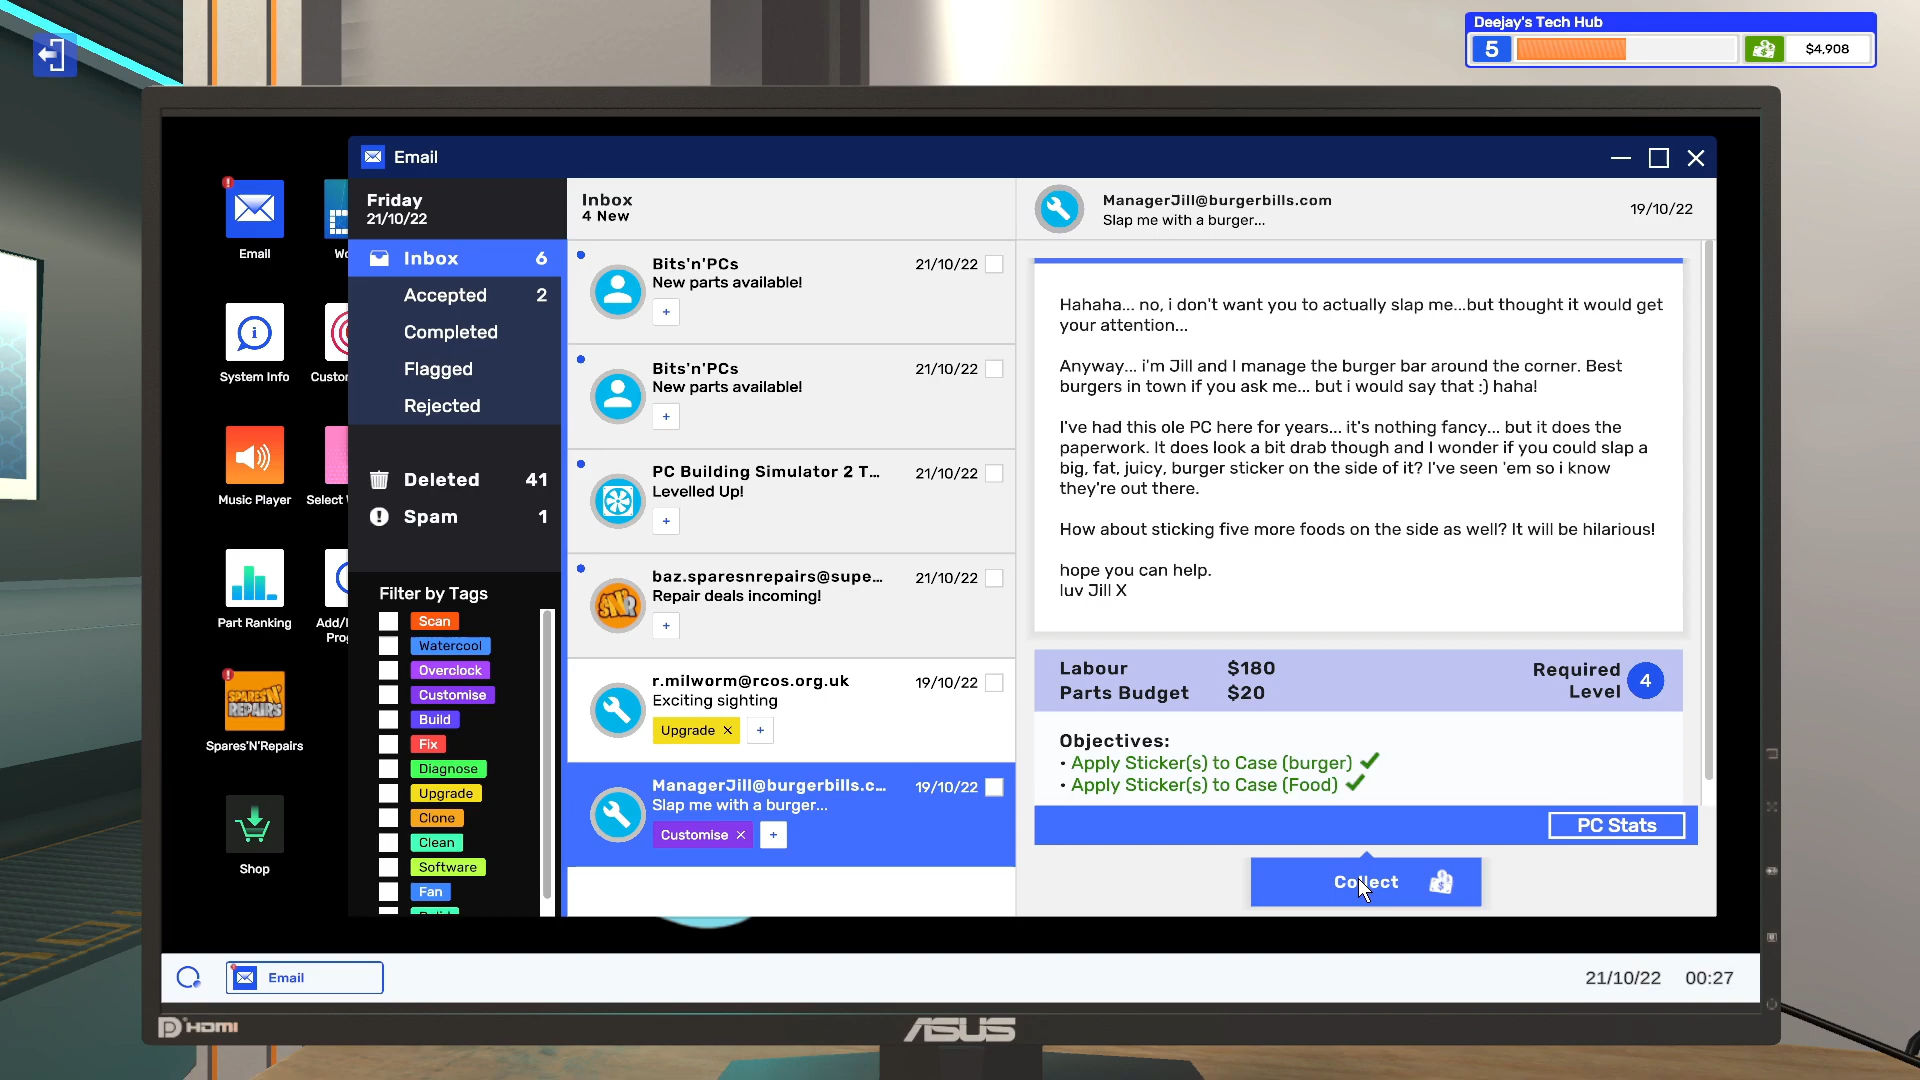 Deejay's Tech Hub
5
$4,908
Email
Friday
21/10/22
Inbox 6
Accepted 2
Completed
Flagged
Rejected
Deleted 41
Spam 1
Filter by Tags
Scan
Watercool
Overclock
Customise
Build
Fix
Diagnose
Upgrade
Clone
Clean
Software
Fan
Email
System Info
Music Player
Part Ranking
Spares'N'Repairs
SPARES'N' REPAIRS
Shop
Wo
Custom
Select
Add/
Prog
Inbox
4 New
Bits'n'PCs 21/10/22
New parts available!
+
Bits'n'PCs 21/10/22
New parts available!
+
PC Building Simulator 2 T... 21/10/22
Levelled Up!
+
SNR
baz.sparesnrepairs@supe... 21/10/22
Repair deals incoming!
+
r.milworm@rcos.org.uk 19/10/22
Exciting sighting
Upgrade × +
ManagerJill@burgerbills.c... 19/10/22
Slap me with a burger...
Customise × +
ManagerJill@burgerbills.com
Slap me with a burger...
19/10/22
Hahaha... no, i don't want you to actually slap me...but thought it would get
your attention...
Anyway... i'm Jill and I manage the burger bar around the corner. Best
burgers in town if you ask me... but i would say that :) haha!
I've had this ole PC here for years... it's nothing fancy... but it does the
paperwork. It does look a bit drab though and I wonder if you could slap a
big, fat, juicy, burger sticker on the side of it? I've seen 'em so i know
they're out there.
How about sticking five more foods on the side as well? It will be hilarious!
hope you can help.
luv Jill X
Labour $180
Parts Budget $20
Required
Level 4
Objectives:
• Apply Sticker(s) to Case (burger)
• Apply Sticker(s) to Case (Food)
PC Stats
Collect
Email
21/10/22 00:27
HDMI
ASUS